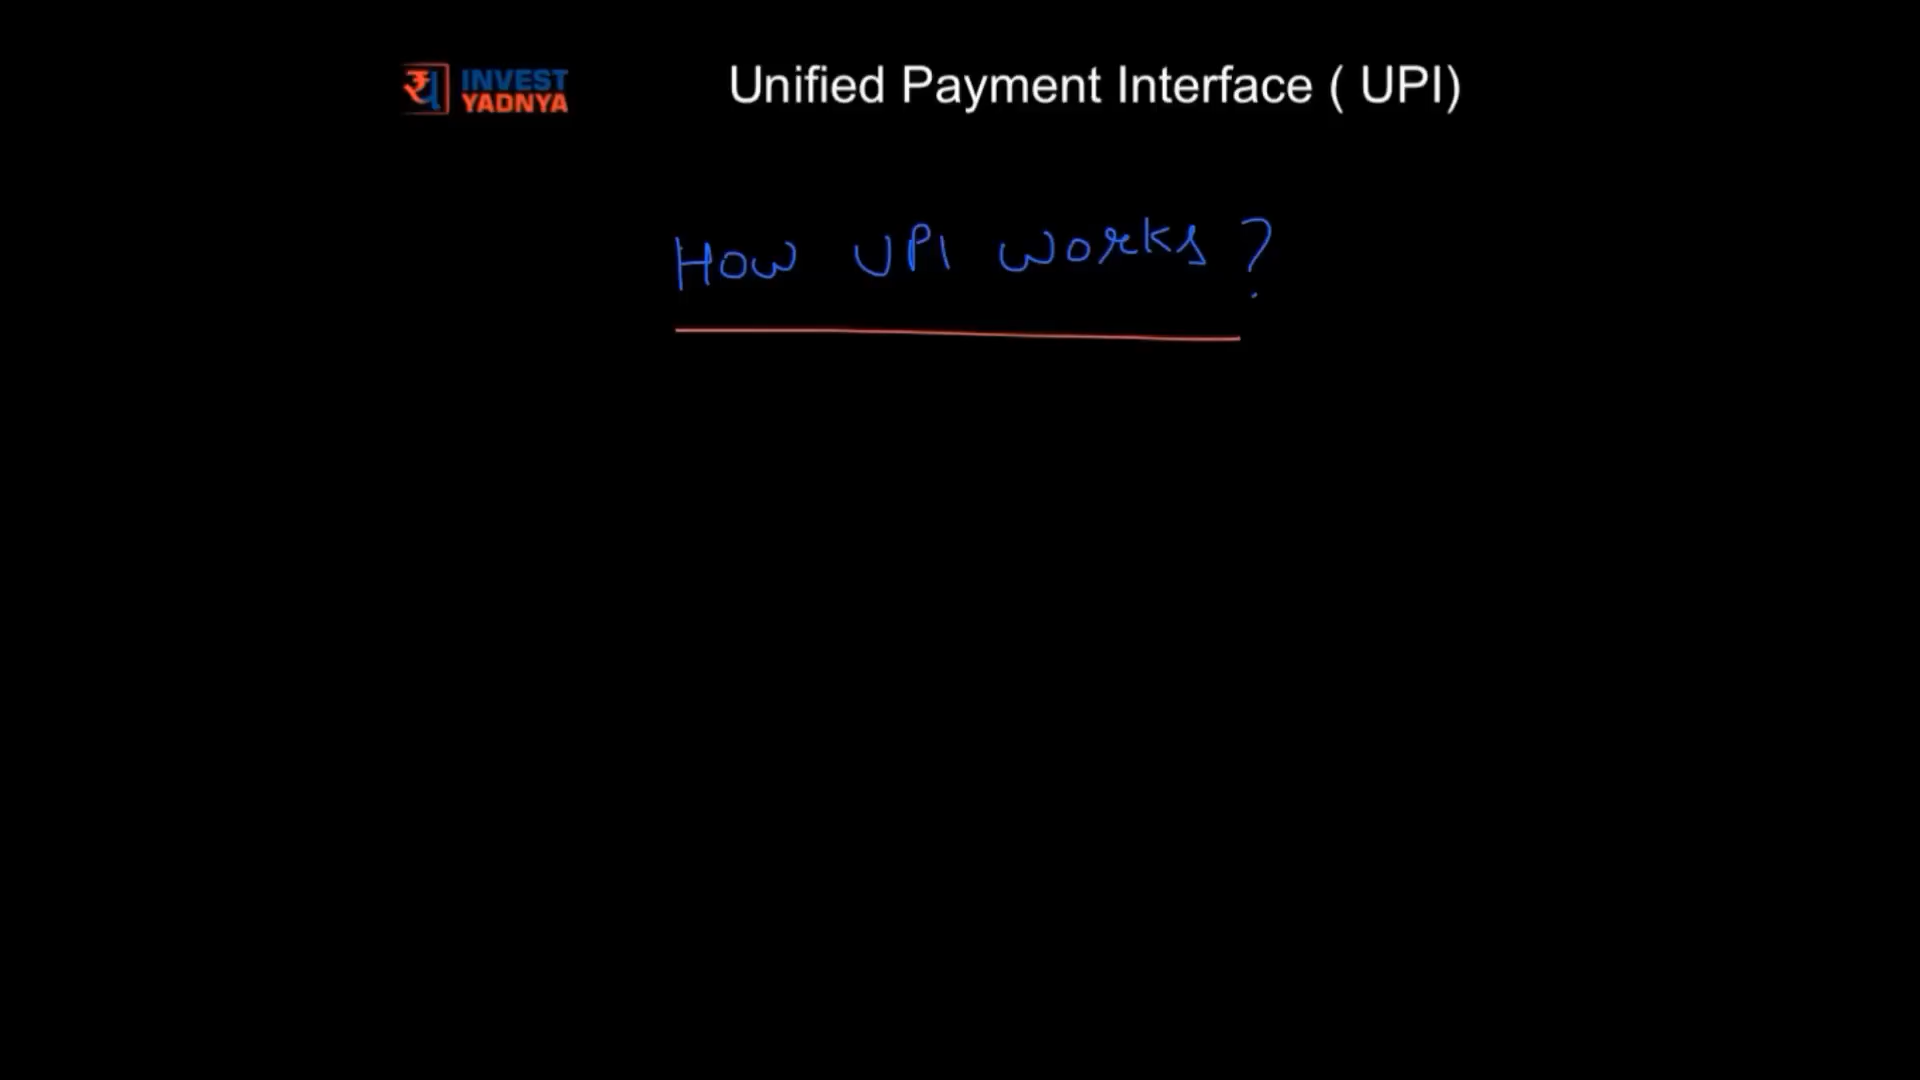 INVEST
YADNYA
Unified Payment Interface ( UPI)
How UPI works?